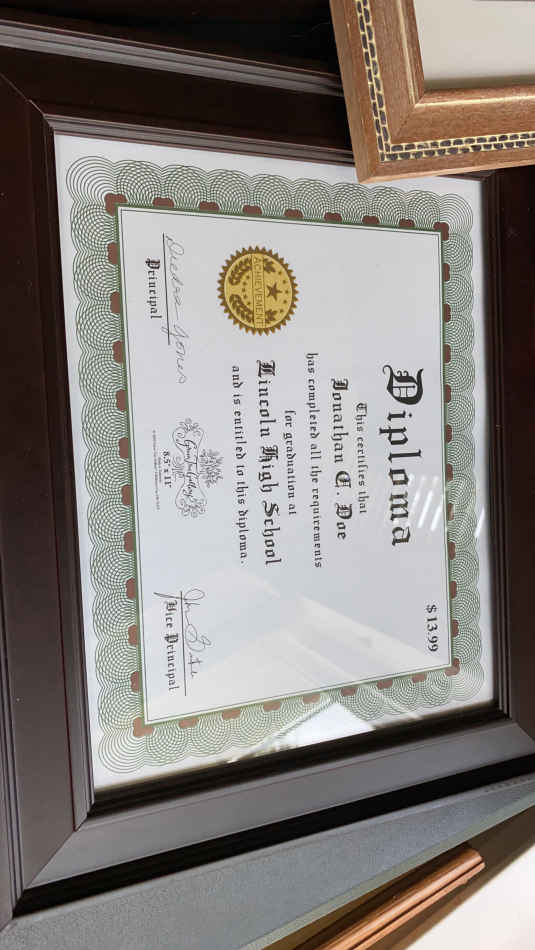 $13.99
Diploma
This certifies that
Jonathan E. Doe
has completed all the requirements
for graduation at
Lincoln High School
and is entitled to this diploma.
ACHIEVEMENT
Principal
8.5" x 11"
Vice Principal